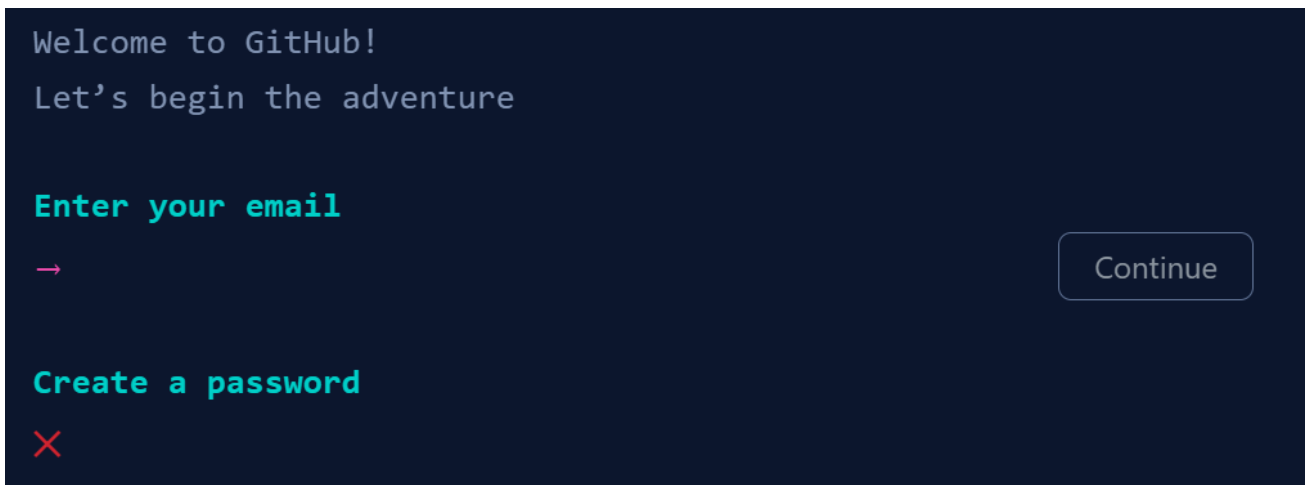 Welcome to GitHub!
Let’s begin the adventure
Enter your email
→
Continue
Create a password